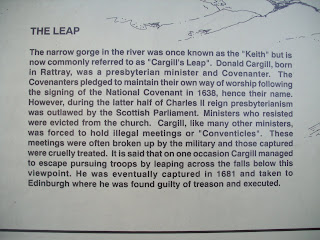 THE LEAP
The narrow gorge in the river was once known as the "Keith" but is
now commonly referred to as "Cargill's Leap". Donald Cargill, born
in Rattray, was a presbyterian minister and Covenanter. The
Covenanters pledged to maintain their own way of worship following
the signing of the National Covenant in 1638, hence their name.
However, during the latter half of Charles II reign presbyterianism
was outlawed by the Scottish Parliament. Ministers who resisted
were evicted from the church. Cargill, like many other ministers,
was forced to hold illegal meetings or "Conventicles". These
meetings were often broken up by the military and those captured
were cruelly treated. It is said that on one occasion Cargill managed
to escape pursuing troops by leaping across the falls below this
viewpoint. He was eventually captured in 1681 and taken to
Edinburgh where he was found guilty of treason and executed.